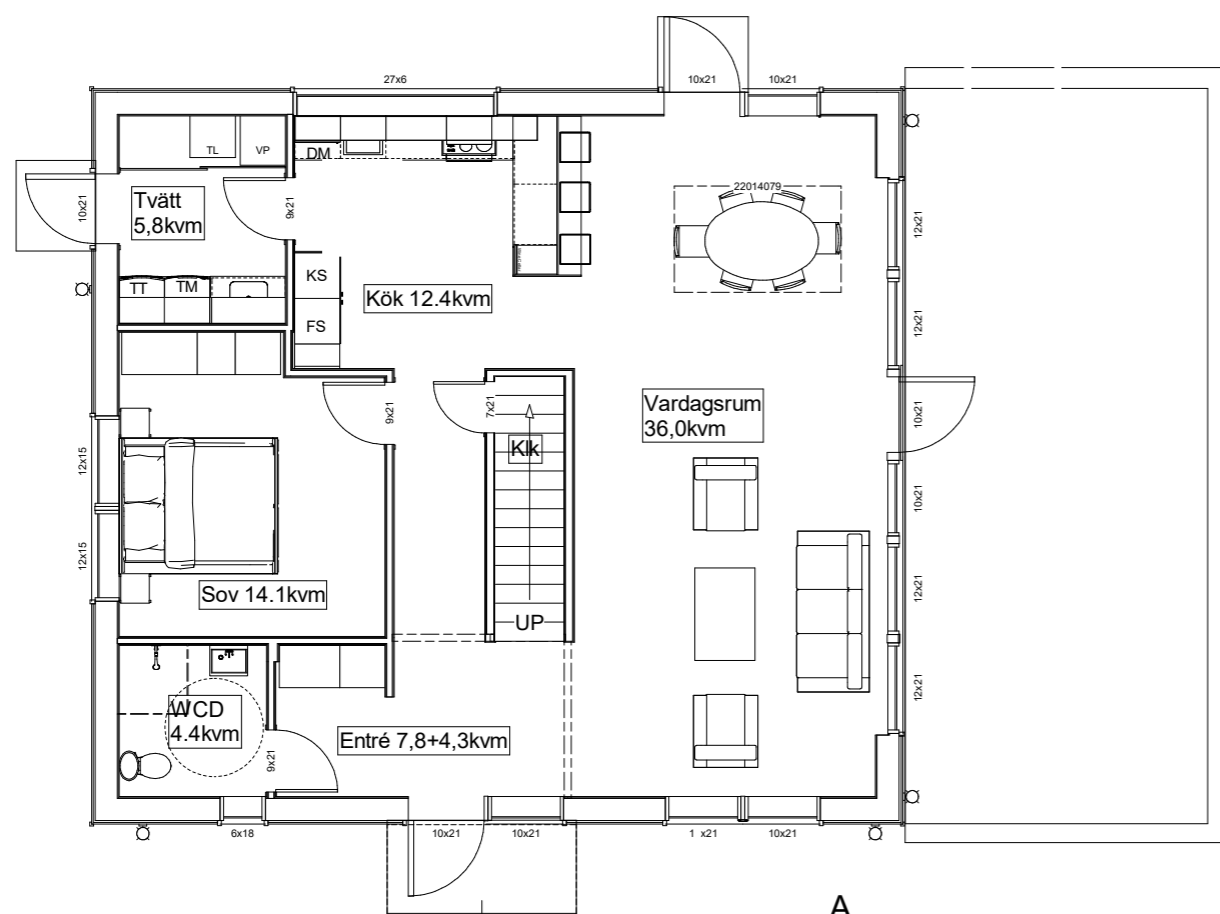 27x6
10x21
10x21
TL
VP
DM
10x21
Tvätt
5,8kvm
9x21
22014079
12x21
TT
TM
KS
FS
Kök 12.4kvm
12x21
9x21
7x21
Klk
Vardagsrum
36,0kvm
10x21
12x15
10x21
12x15
Sov 14.1kvm
UP
12x21
12x21
WCD
4.4kvm
9x21
Entré 7,8+4,3kvm
6x18
10x21
10x21
1 x21
10x21
A